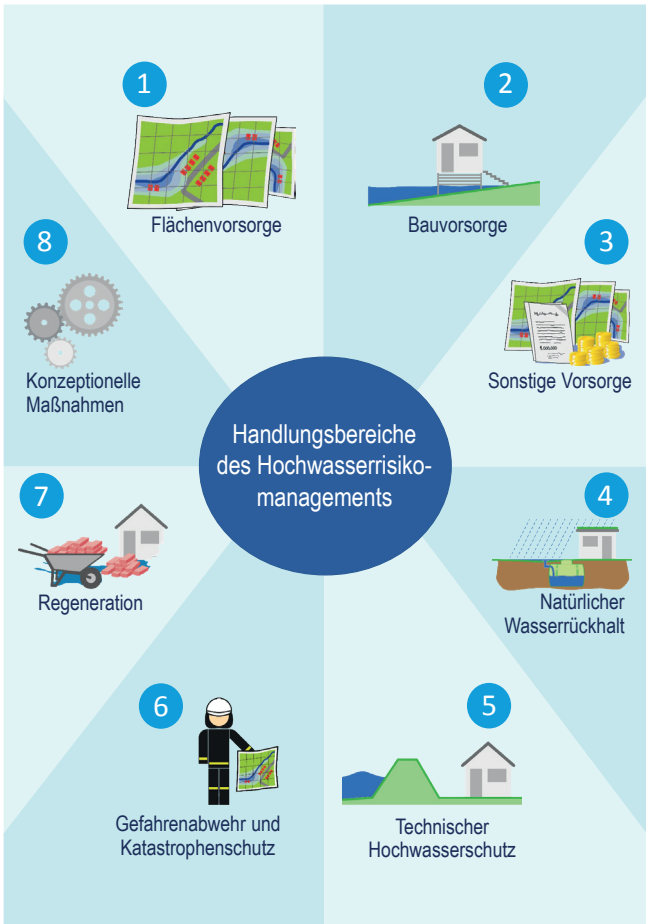 1
Flächenvorsorge
2
Bauvorsorge
3
Sonstige Vorsorge
4
Natürlicher
Wasserrückhalt
5
Technischer
Hochwasserschutz
6
Gefahrenabwehr und
Katastrophenschutz
7
Regeneration
8
Konzeptionelle
Maßnahmen
Handlungsbereiche
des Hochwasserrisiko-
managements